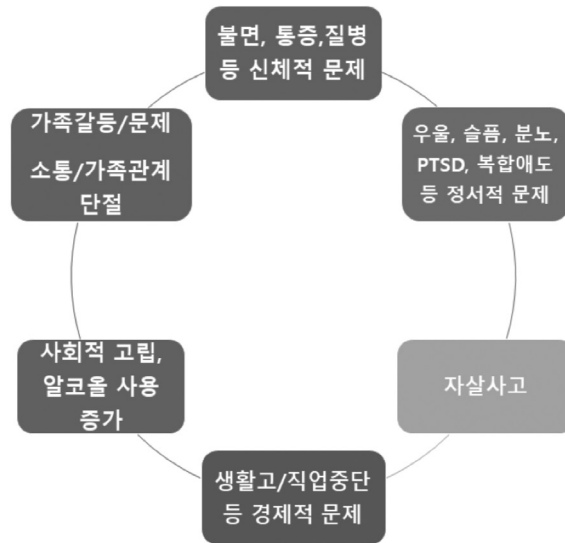 불면, 통증,질병
등 신체적 문제
우울, 슬픔, 분노,
PTSD, 복합애도
등 정서적 문제
자살사고
생활고/직업중단
등 경제적 문제
사회적 고립,
알코올 사용
증가
가족갈등/문제
소통/가족관계
단절